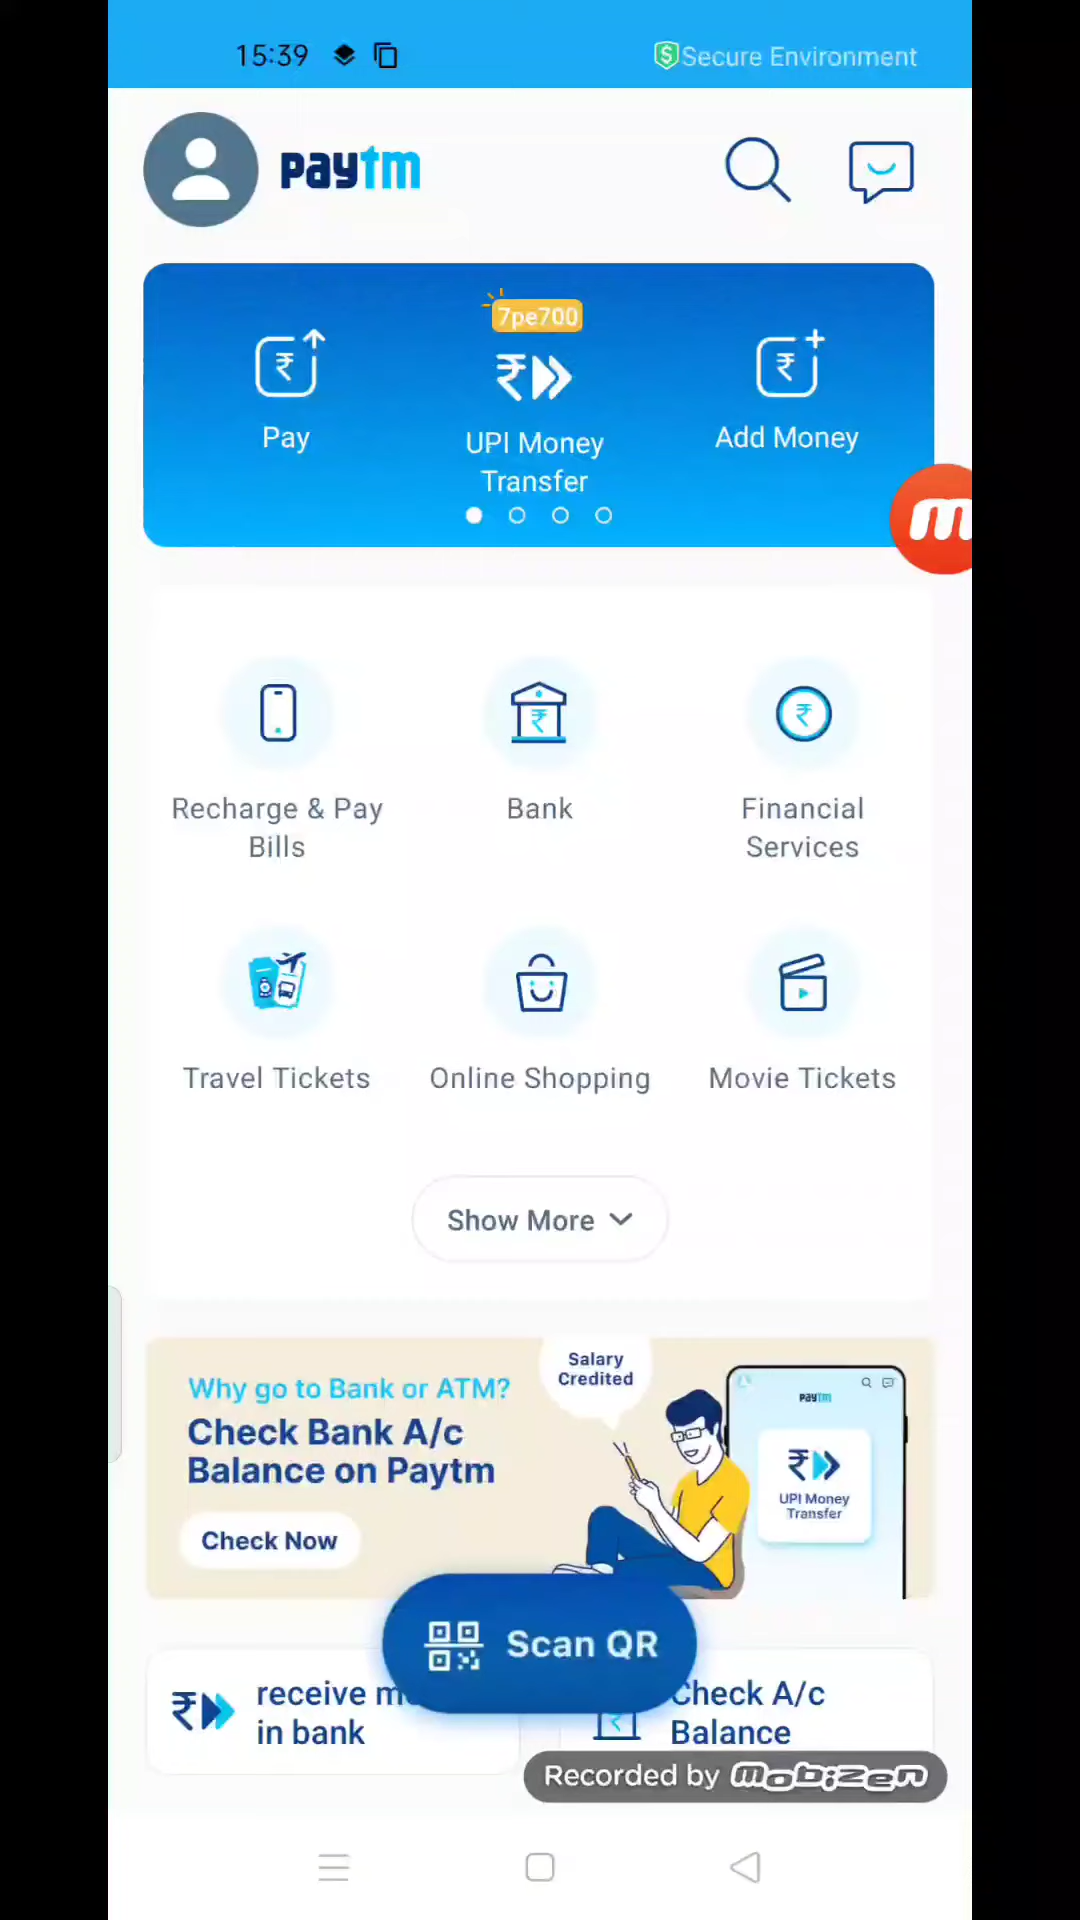 15:39
Secure Environment
paytm
7pe700
Pay
UPI Money
Transfer
Add Money
Recharge & Pay
Bills
Bank
Financial
Services
Travel Tickets
Online Shopping
Movie Tickets
Show More
Why go to Bank or ATM?
Check Bank A/c
Balance on Paytm
Check Now
Salary
Credited
paytm
UPI Money
Transfer
Scan QR
receive
in bank
Check A/c
Balance
Recorded by mobizen